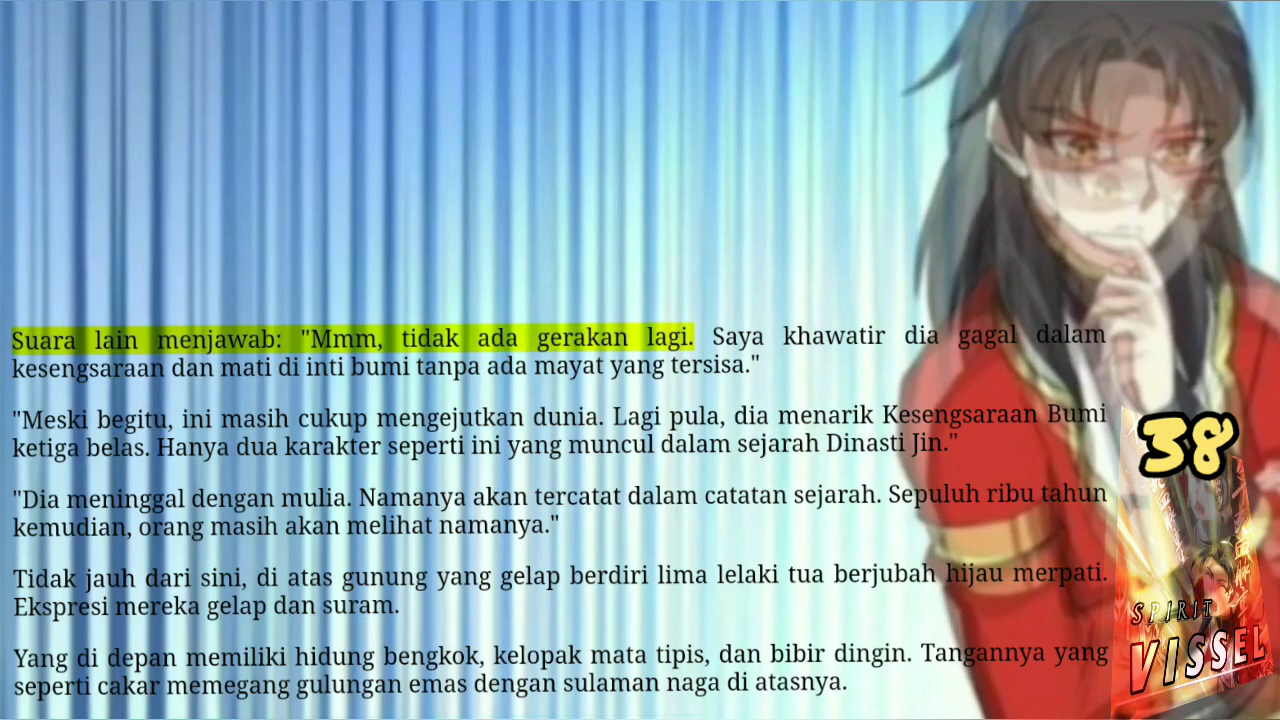 Suara lain menjawab: "Mmm, tidak ada gerakan lagi. Saya khawatir dia gagal dalam
kesengsaraan dan mati di inti bumi tanpa ada mayat yang tersisa."
"Meski begitu, ini masih cukup mengejutkan dunia. Lagi pula, dia menarik Kesengsaraan Bumi
ketiga belas. Hanya dua karakter seperti ini yang muncul dalam sejarah Dinasti Jin."
"Dia meninggal dengan mulia. Namanya akan tercatat dalam catatan sejarah. Sepuluh ribu tahun
kemudian, orang masih akan melihat namanya."
Tidak jauh dari sini, di atas gunung yang gelap berdiri lima lelaki tua berjubah hijau merpati.
Ekspresi mereka gelap dan suram.
Yang di depan memiliki hidung bengkok, kelopak mata tipis, dan bibir dingin. Tangannya yang
seperti cakar memegang gulungan emas dengan sulaman naga di atasnya.
38
SPIRIT
VISSEL